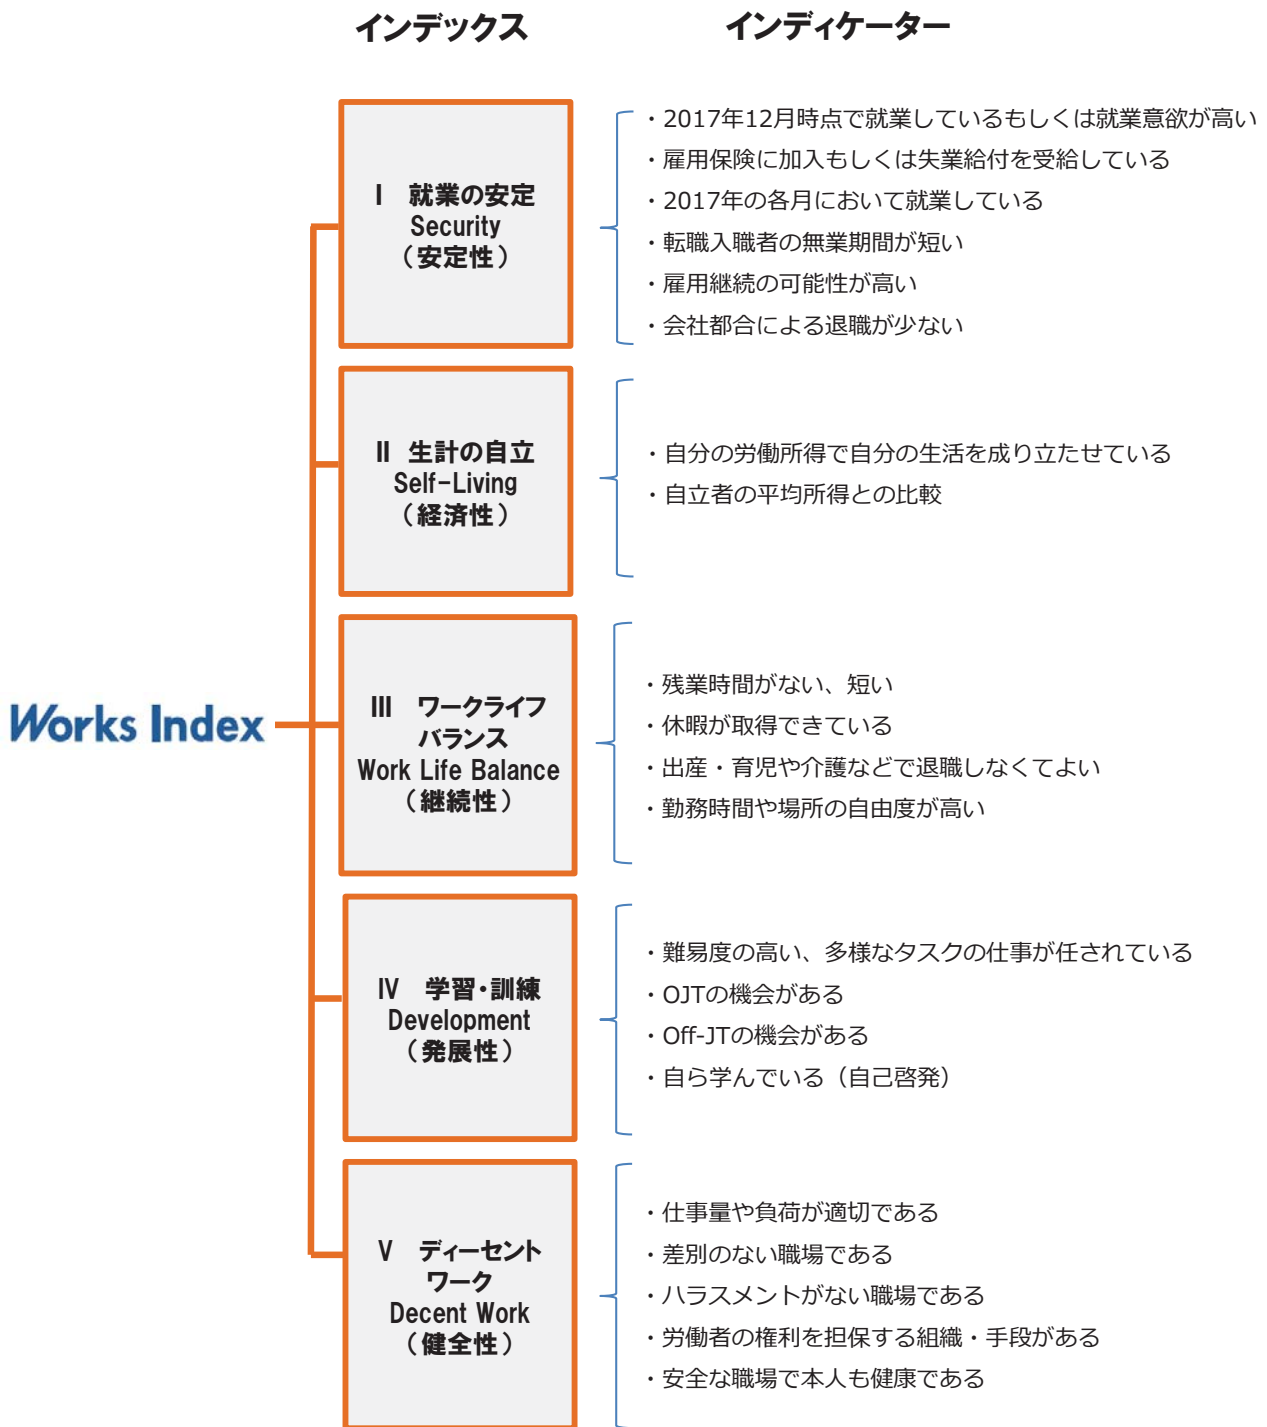 インデックス
インディケーター
Works Index
Ⅰ 就業の安定
Security
（安定性）
・2017年12月時点で就業しているもしくは就業意欲が高い
・雇用保険に加入もしくは失業給付を受給している
・2017年の各月において就業している
・転職入職者の無業期間が短い
・雇用継続の可能性が高い
・会社都合による退職が少ない
Ⅱ 生計の自立
Self-Living
（経済性）
・自分の労働所得で自分の生活を成り立たせている
・自立者の平均所得との比較
Ⅲ ワークライフ
バランス
Work Life Balance
（継続性）
・残業時間がない、短い
・休暇が取得できている
・出産・育児や介護などで退職しなくてよい
・勤務時間や場所の自由度が高い
Ⅳ 学習・訓練
Development
（発展性）
・難易度の高い、多様なタスクの仕事が任されている
・OJTの機会がある
・Off-JTの機会がある
・自ら学んでいる（自己啓発）
Ⅴ ディーセント
ワーク
Decent Work
（健全性）
・仕事量や負荷が適切である
・差別のない職場である
・ハラスメントがない職場である
・労働者の権利を担保する組織・手段がある
・安全な職場で本人も健康である